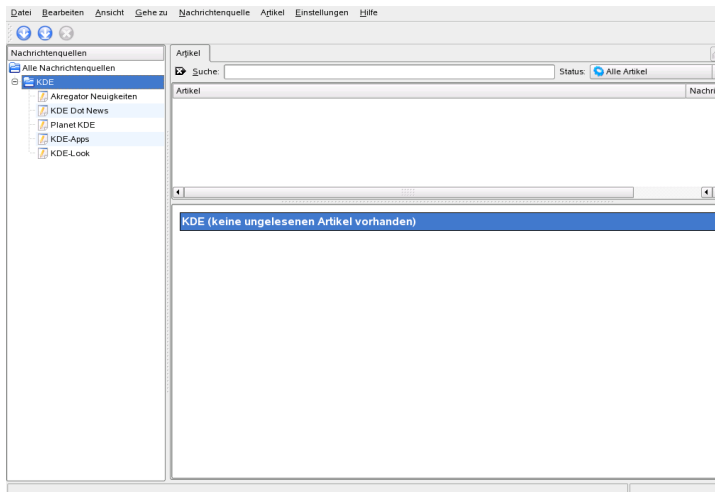 Datei Bearbeiten Ansicht Gehe zu Nachrichtenquelle Artikel Einstellungen Hilfe
Nachrichtenquellen
Alle Nachrichtenquellen
KDE
Akregator Neuigkeiten
KDE Dot News
Planet KDE
KDE-Apps
KDE-Look
Artikel
Suche:
Status: Alle Artikel
Artikel Nachri
KDE (keine ungelesenen Artikel vorhanden)